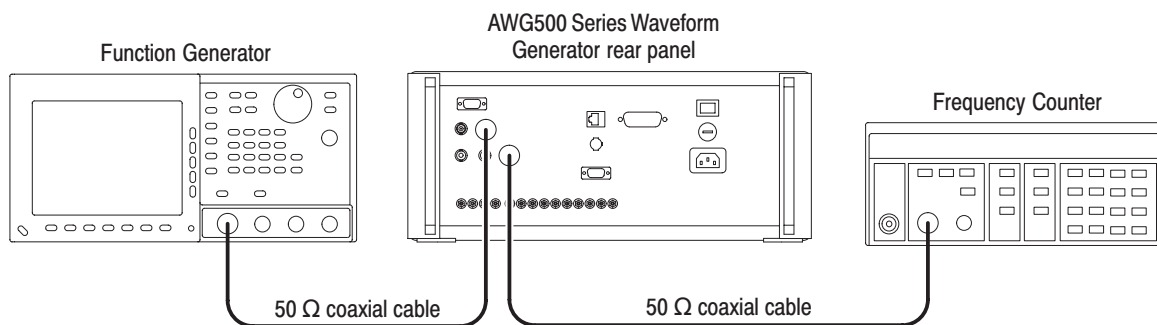 AWG500 Series Waveform
Generator rear panel
Function Generator
Frequency Counter
50 Ω coaxial cable
50 Ω coaxial cable